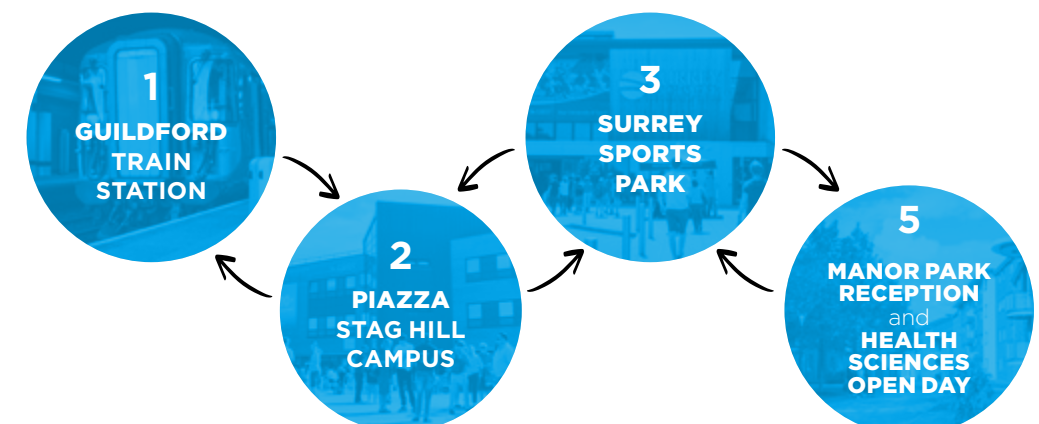 1
GUILDFORD
TRAIN
STATION
2
PIAZZA
STAG HILL
CAMPUS
3
SURREY
SPORTS
PARK
5
MANOR PARK
RECEPTION
and
HEALTH
SCIENCES
OPEN DAY